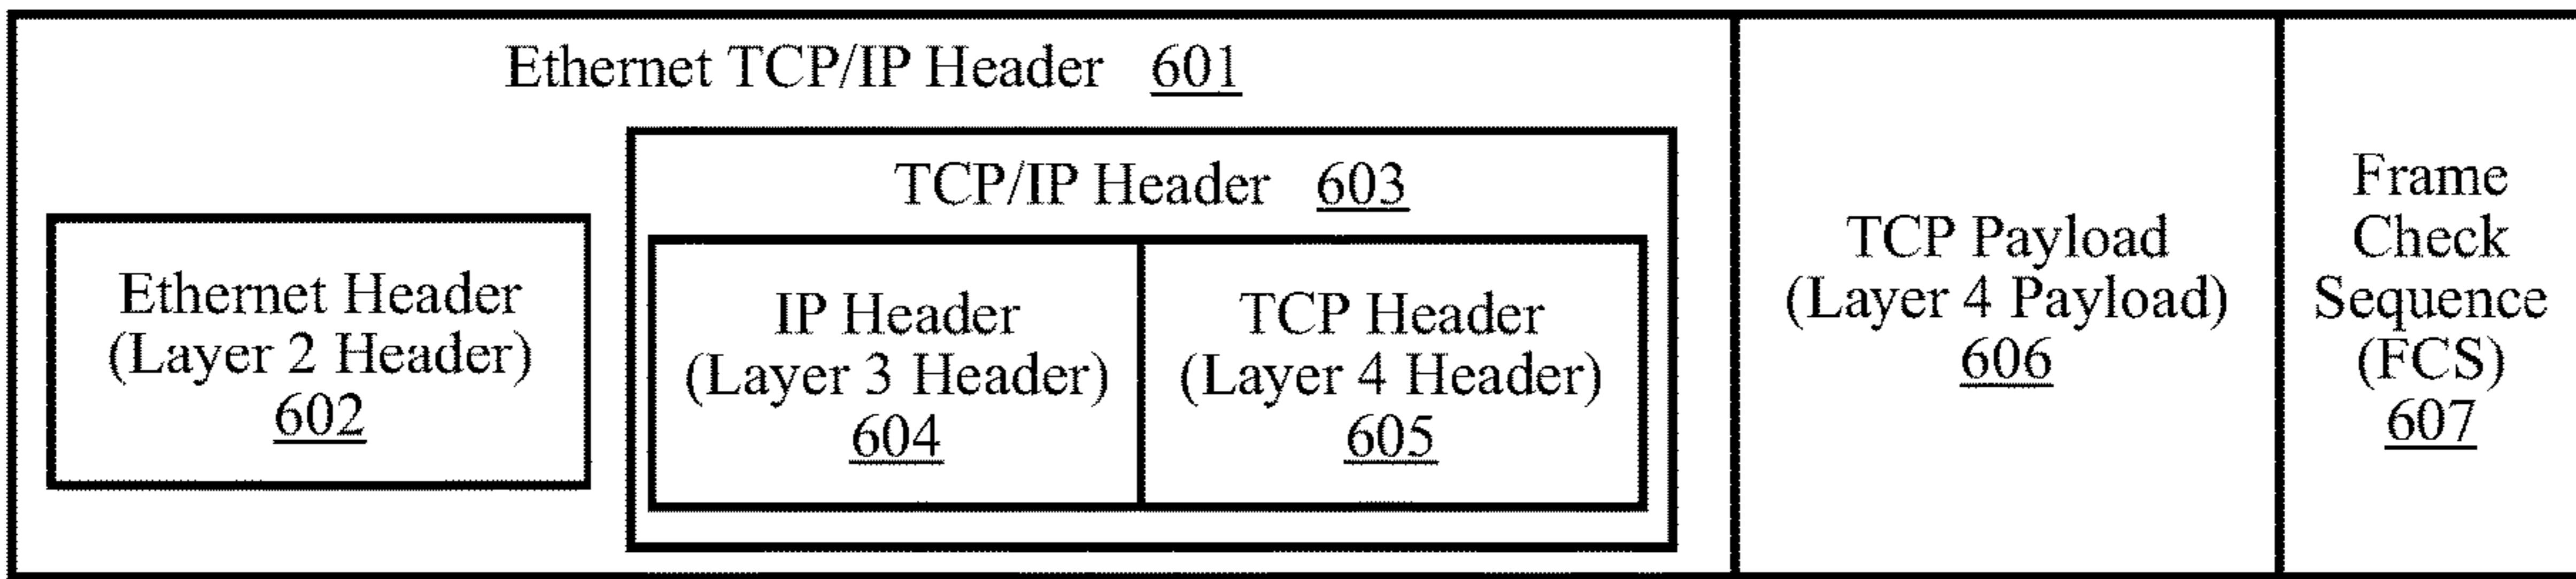 Ethernet TCP/IP Header 601
TCP/IP Header 603
Ethernet Header
(Layer 2 Header)
602
IP Header
(Layer 3 Header)
604
TCP Header
(Layer 4 Header)
605
TCP Payload
(Layer 4 Payload)
606
Frame
Check
Sequence
(FCS)
607